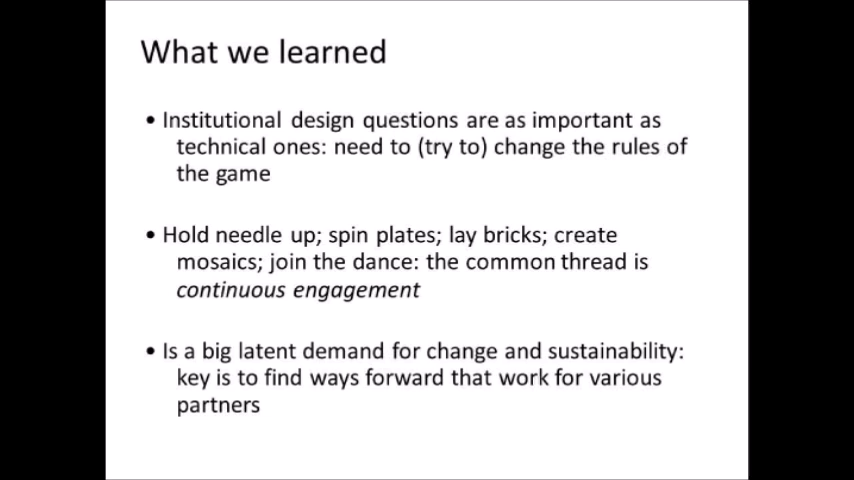 What we learned
• Institutional design questions are as important as
technical ones: need to (try to) change the rules of
the game
• Hold needle up; spin plates; lay bricks; create
mosaics; join the dance: the common thread is
continuous engagement
• Is a big latent demand for change and sustainability:
key is to find ways forward that work for various
partners